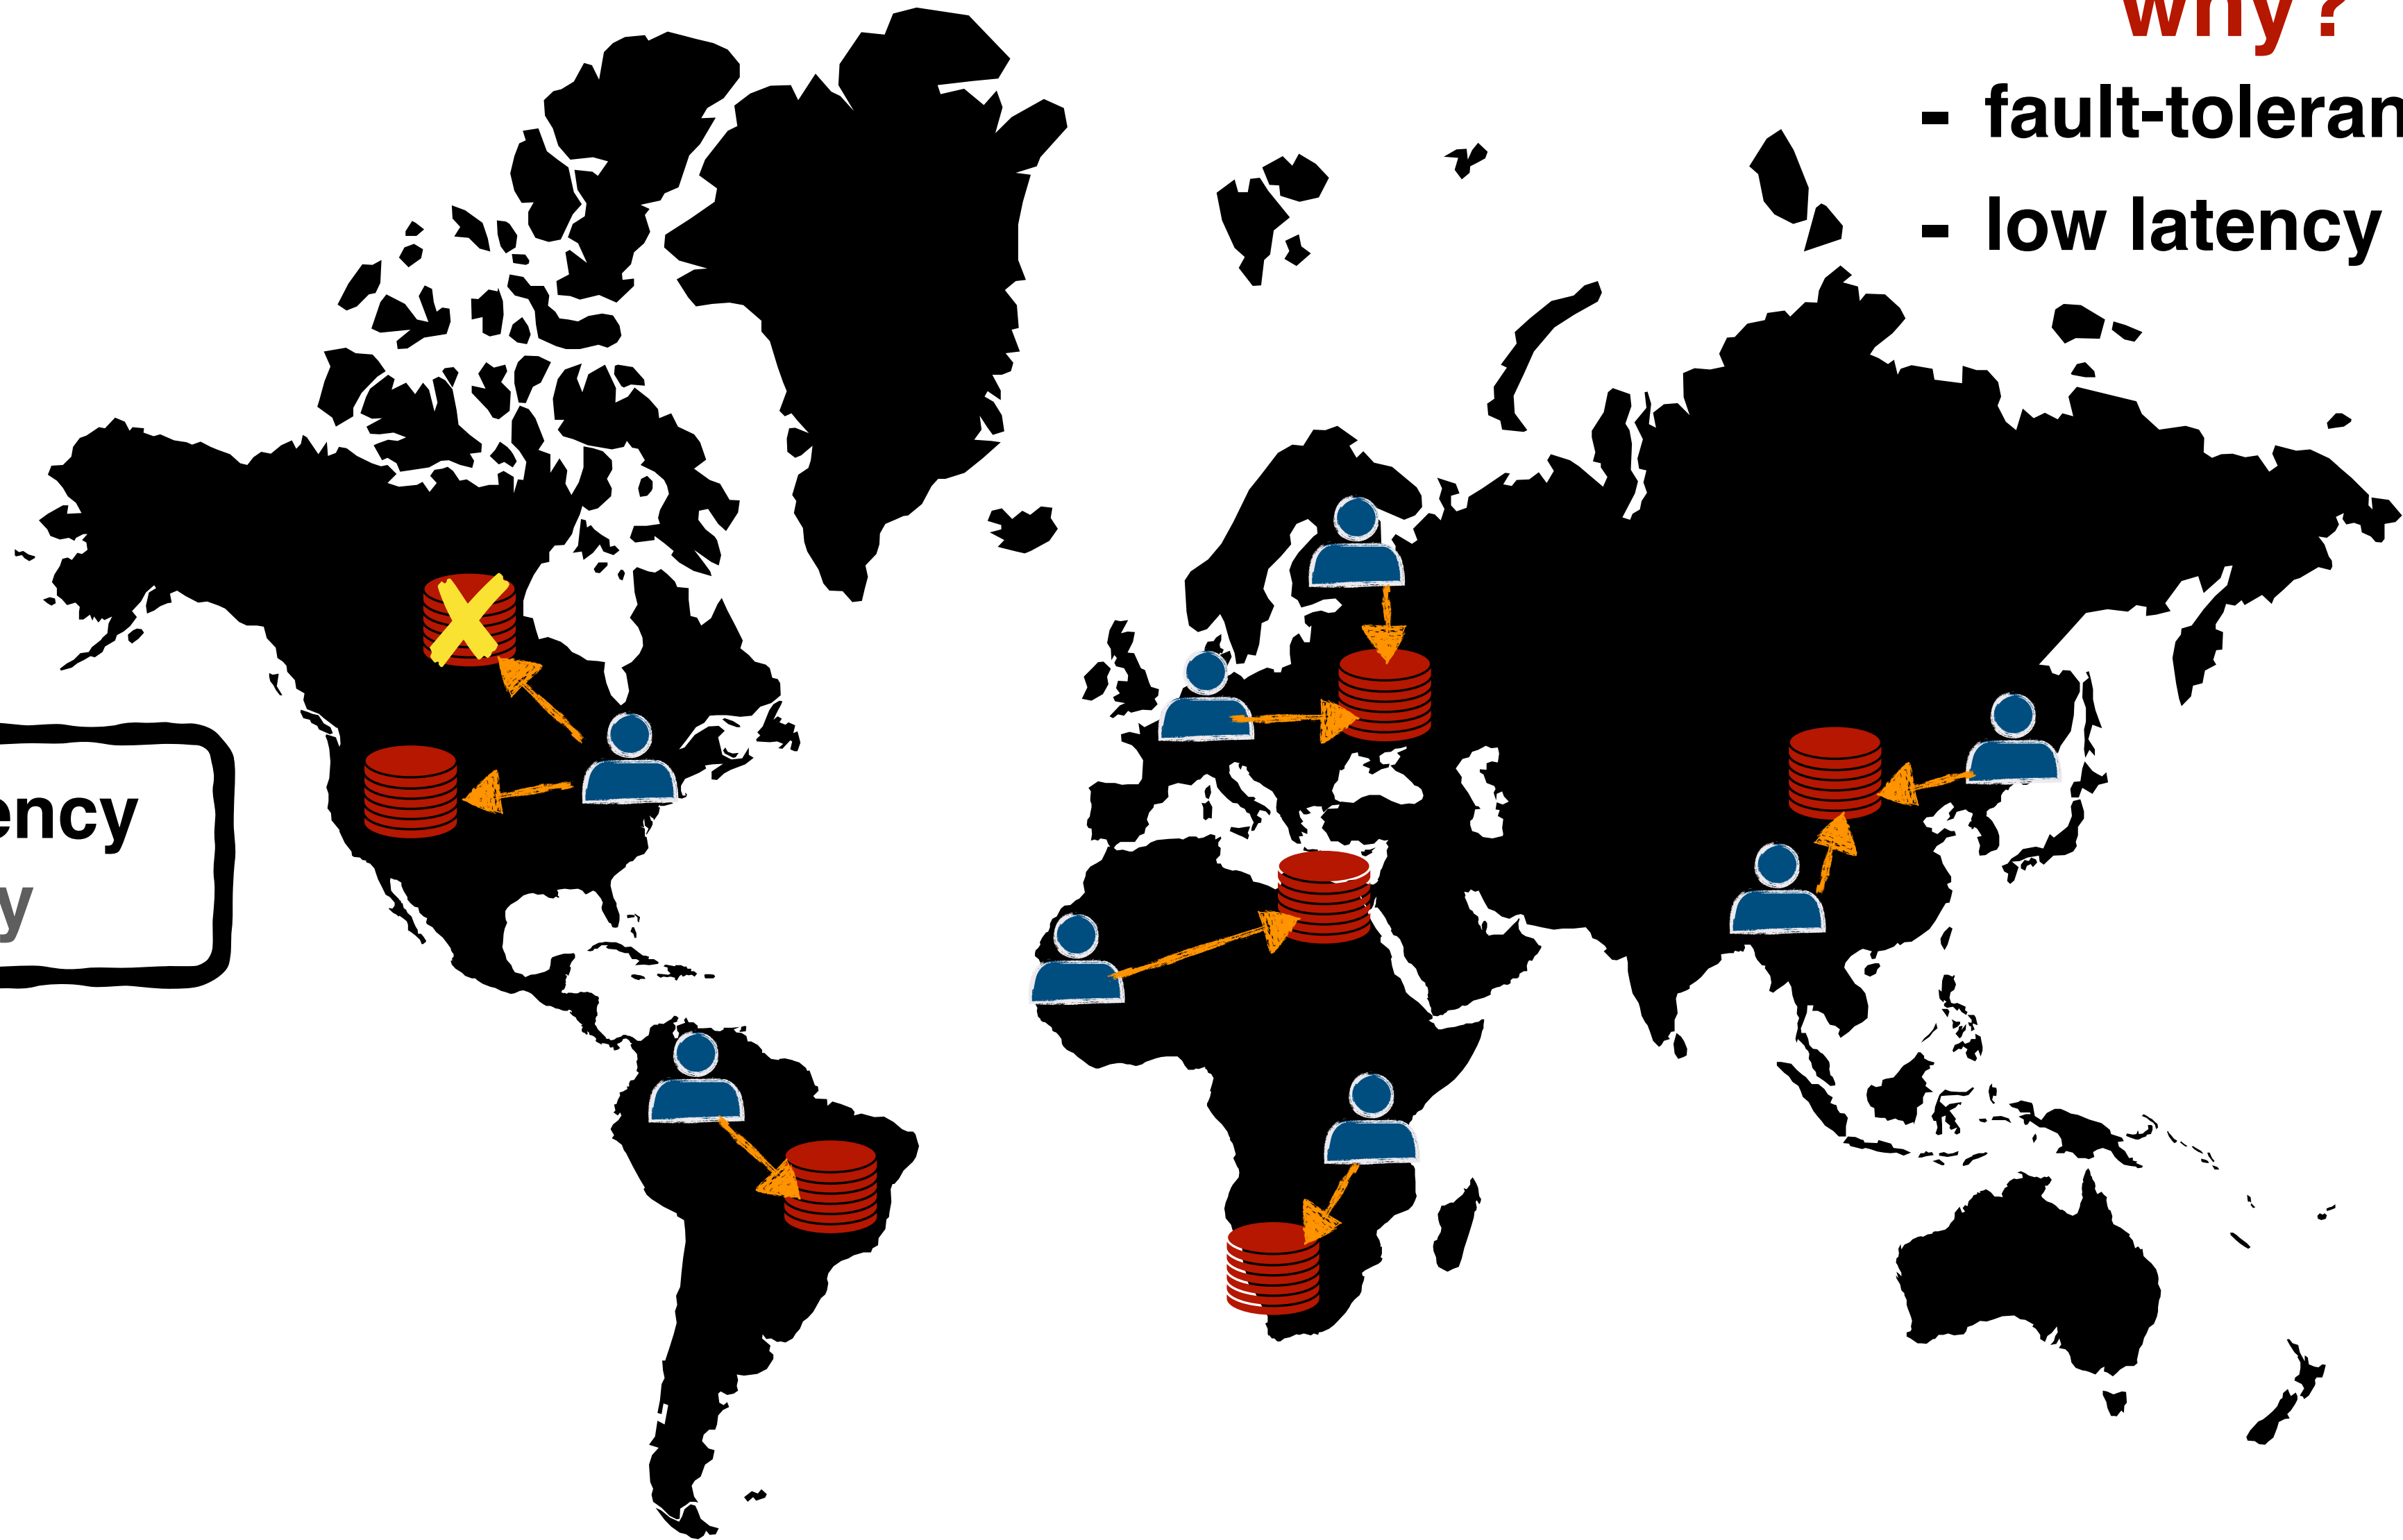 why?
- fault-toleran
- low latency
ency
y